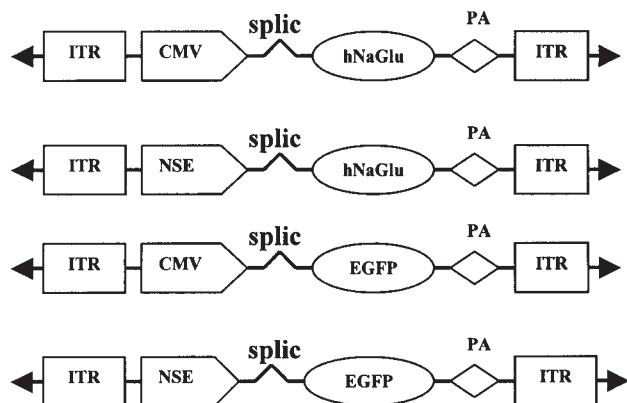 splic PA
ITR CMV hNaGlu ITR
splic PA
ITR NSE hNaGlu ITR
splic PA
ITR CMV EGFP ITR
splic PA
ITR NSE EGFP ITR